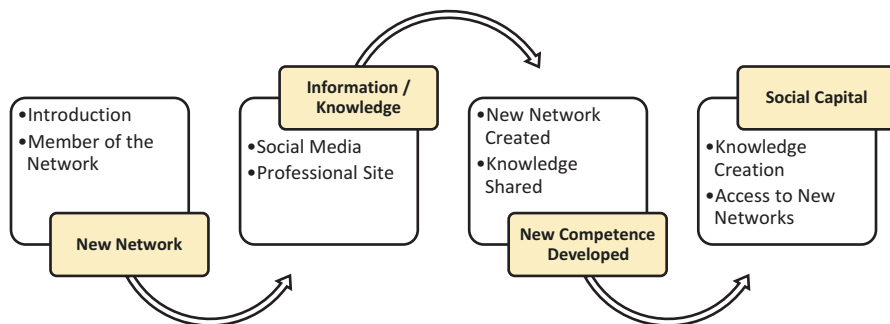 •Introduction
•Member of the
Network
New Network
Information /
Knowledge
•Social Media
•Professional Site
•New Network
Created
•Knowledge
Shared
New Competence
Developed
Social Capital
•Knowledge
Creation
•Access to New
Networks